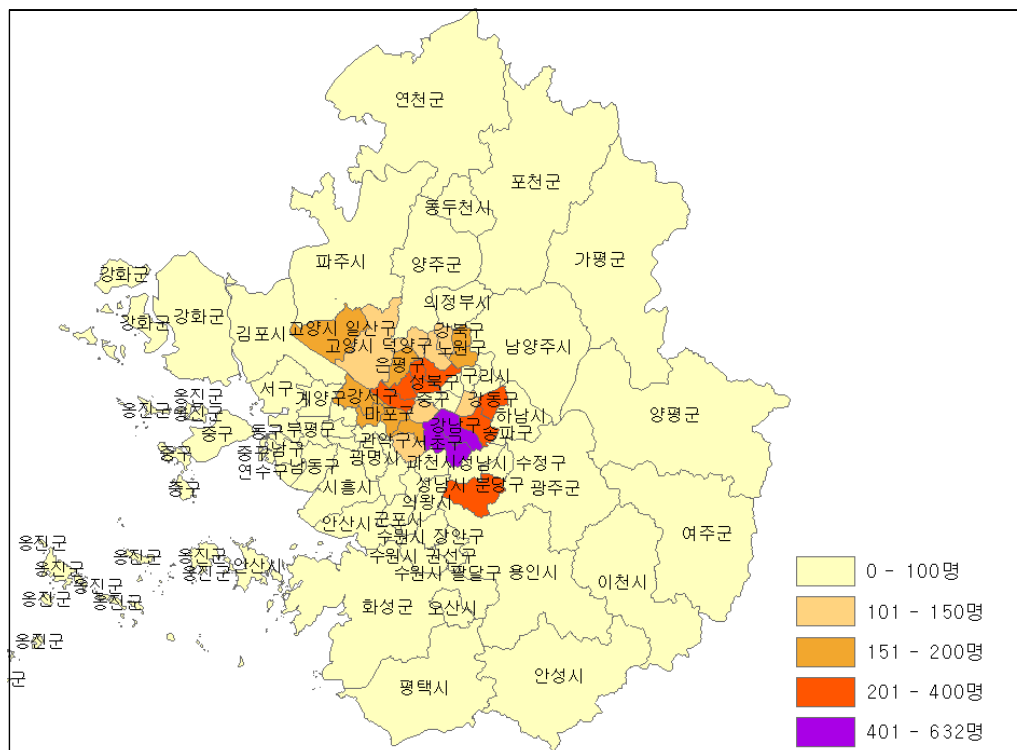 연천군
포천군
동두천시
가평군
파주시
양주군
강화군
의정부시
강화군
강화군
김포시
고양시 일산구
강북구
고양시 덕양구
노원구
남양주시
은평구
성북구
구리시
서구
계양구
강서구
중구
강동구
옹진군
옹진군
옹진군
마포구
하남시
양평군
중구
동구
부평구
관악구
서초구
강남구
송파구
중구
중구
남구
연수구
남동구
광명시
과천시
성남시 수정구
중구
시흥시
성남시 분당구
광주군
의왕시
안산시
군포시
여주군
수원시 장안구
옹진군
옹진군
옹진군
안산시
수원시 권선구
옹진군
옹진군
수원시 팔달구
용인시
이천시
옹진군
옹진군
옹진군
화성군
오산시
옹진군
군
평택시
안성시
0 - 100명
101 - 150명
151 - 200명
201 - 400명
401 - 632명